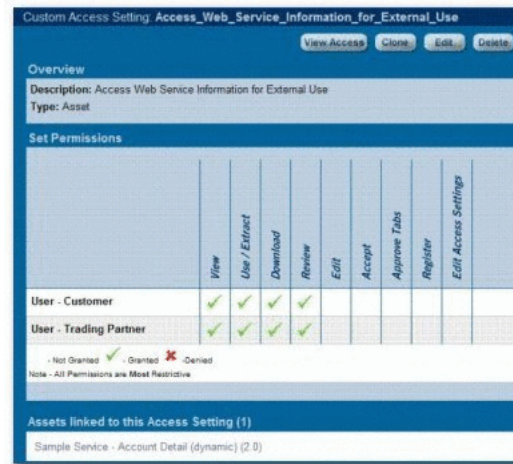 Custom Access Setting: Access_Web_Service_Information_for_External_Use
View Access Clone Edit Delete
Overview
Description: Access Web Service Information for External Use
Type: Asset
Set Permissions
View Use / Extract Download Review Edit Accept Approve Tabs Register Edit Access Settings
User - Customer
User - Trading Partner
- Not Granted - Granted -Denied
Note - All Permissions are Most Restrictive
Assets linked to this Access Setting (1)
Sample Service - Account Detail (dynamic) (2.0)